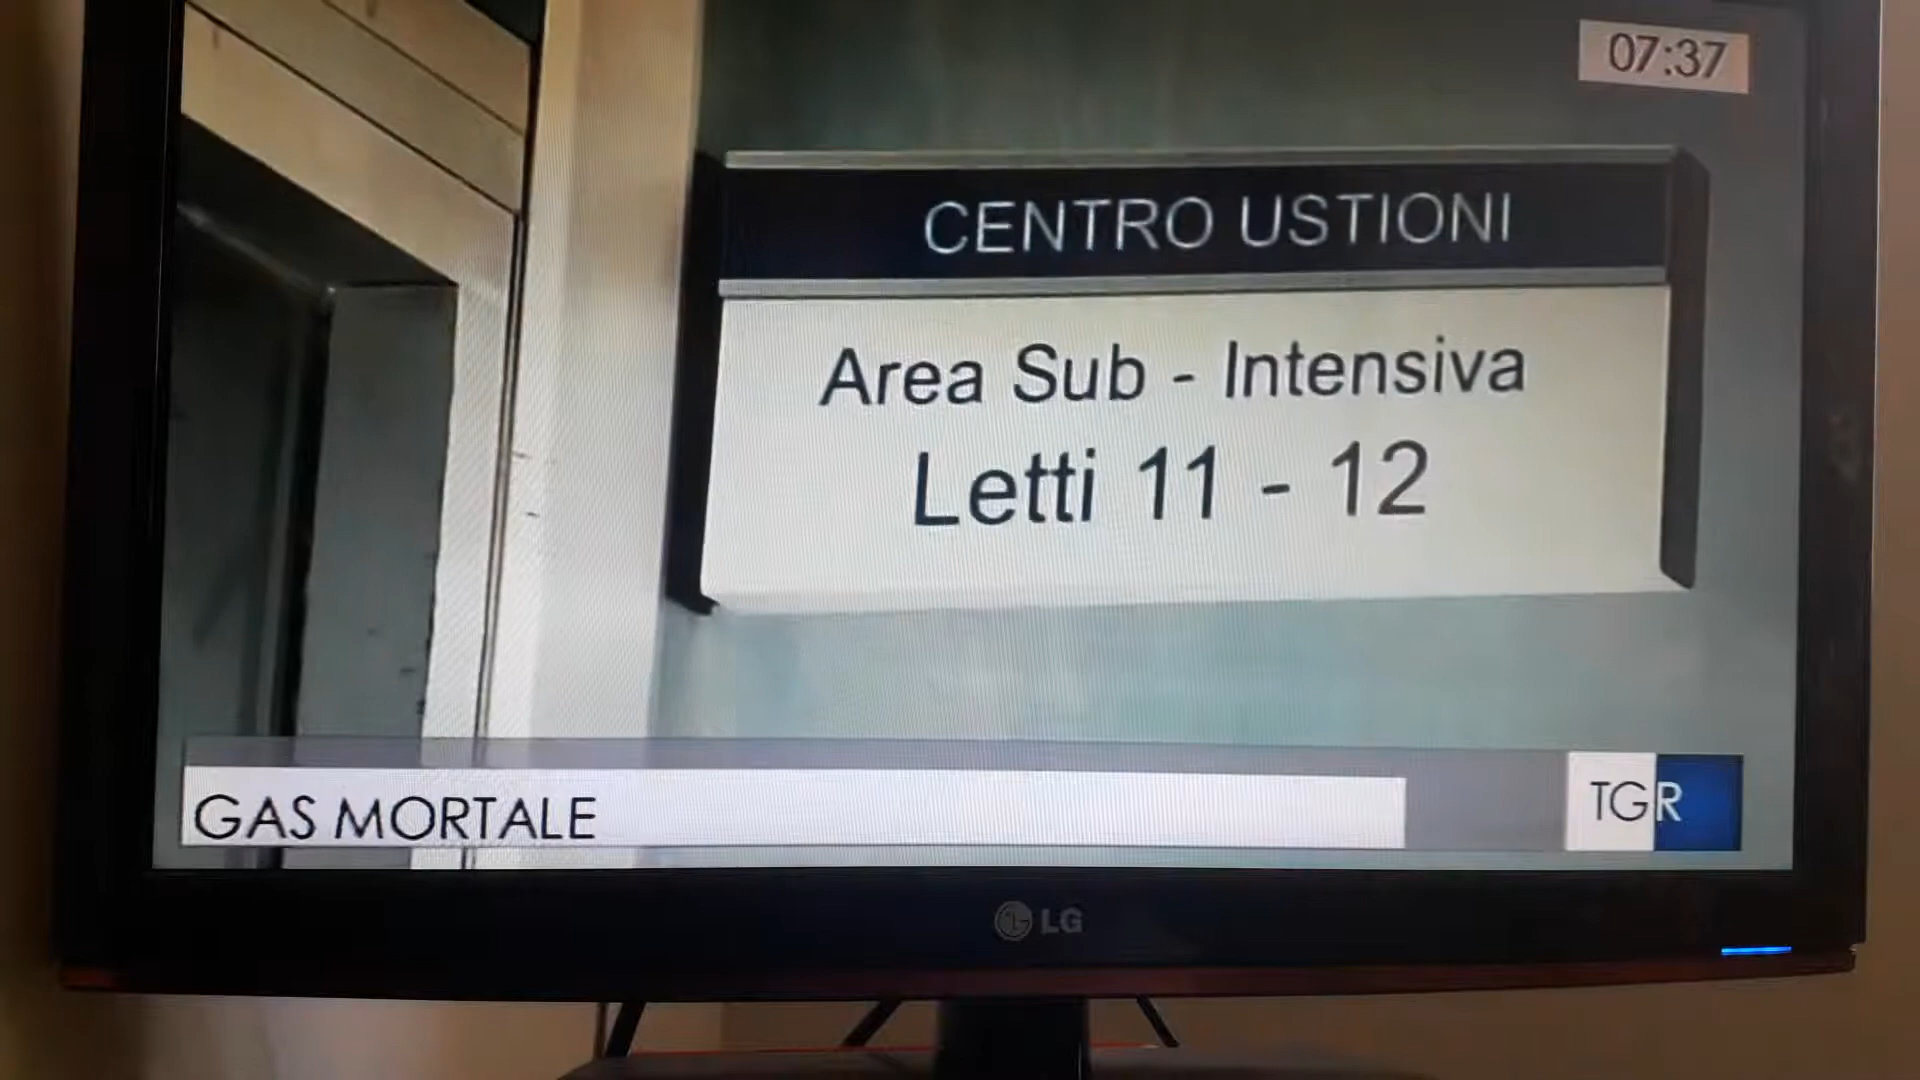 07:37
CENTRO USTIONI
Area Sub - Intensiva
Letti 11 - 12
GAS MORTALE
TGR
LG